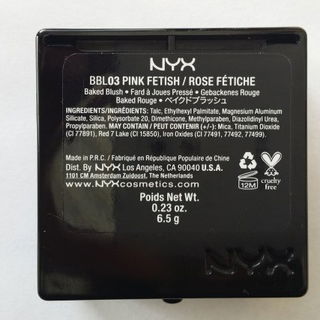 NYX
BBL03 PINK FETISH / ROSE FÉTICHE
Baked Blush • Fard à Joues Pressé • Gebackenes Rouge
Baked Rouge • ベイクドブラッシュ
INGREDIENTS/INGRÉDIENTS: Talc, Ethylhexyl Palmitate, Magnesium Aluminum
Silicate, Silica, Polysorbate 20, Dimethicone, Methylparaben, Diazolidinyl Urea,
Propylparaben. MAY CONTAIN / PEUT CONTENIR (+/-): Mica, Titanium Dioxide
(CI 77891), Red 7 Lake (CI 15850), Iron Oxides (CI 77491, CI 77492, CI 77499).
Made in P.R.C. / Fabriqué en République Populaire de Chine
Dist. By NYX Los Angeles, CA 90040 U.S.A.
www.NYXcosmetics.com
1101 CM Amsterdam Zuidoost, The Netherlands
12M
cruelty
free
Poids Net Wt.
0.23 oz.
6.5 g
NYX